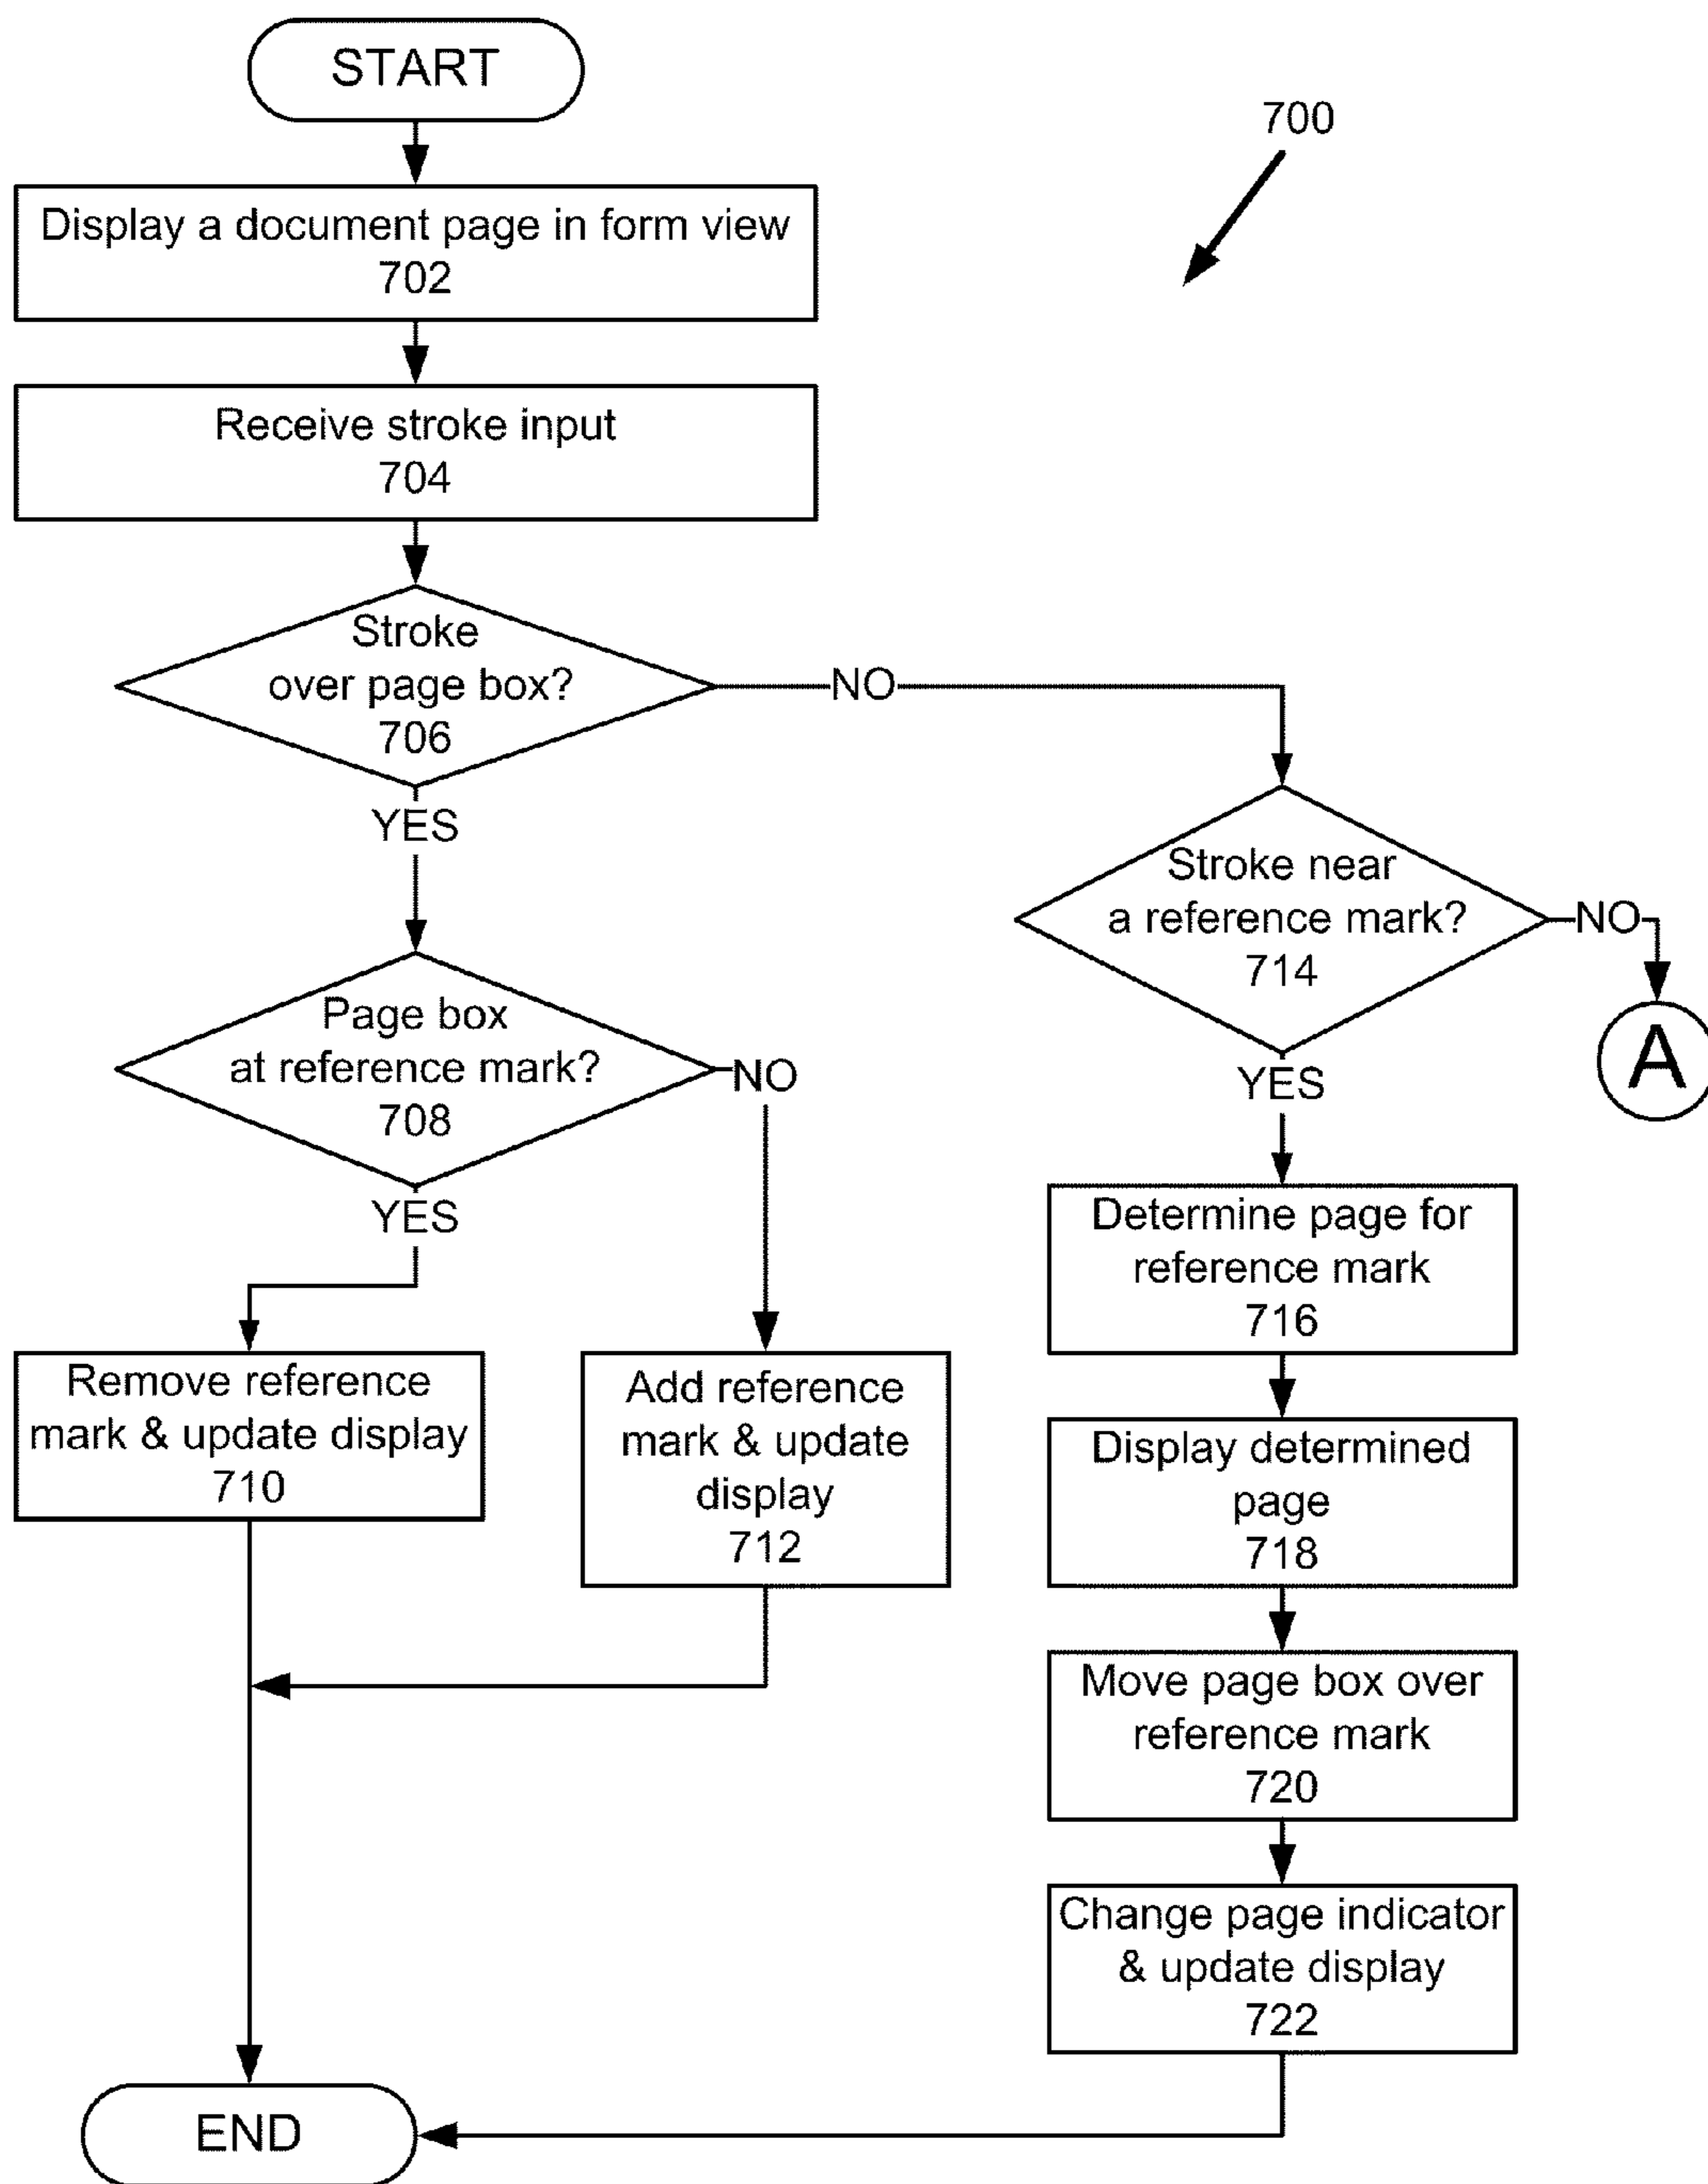 START
700
Display a document page in form view
702
Receive stroke input
704
Stroke
over page box?
706
NO
YES
Stroke near
a reference mark?
714
NO
A
YES
Page box
at reference mark?
708
NO
YES
Remove reference
mark & update display
710
Add reference
mark & update
display
712
Determine page for
reference mark
716
Display determined
page
718
Move page box over
reference mark
720
Change page indicator
& update display
722
END